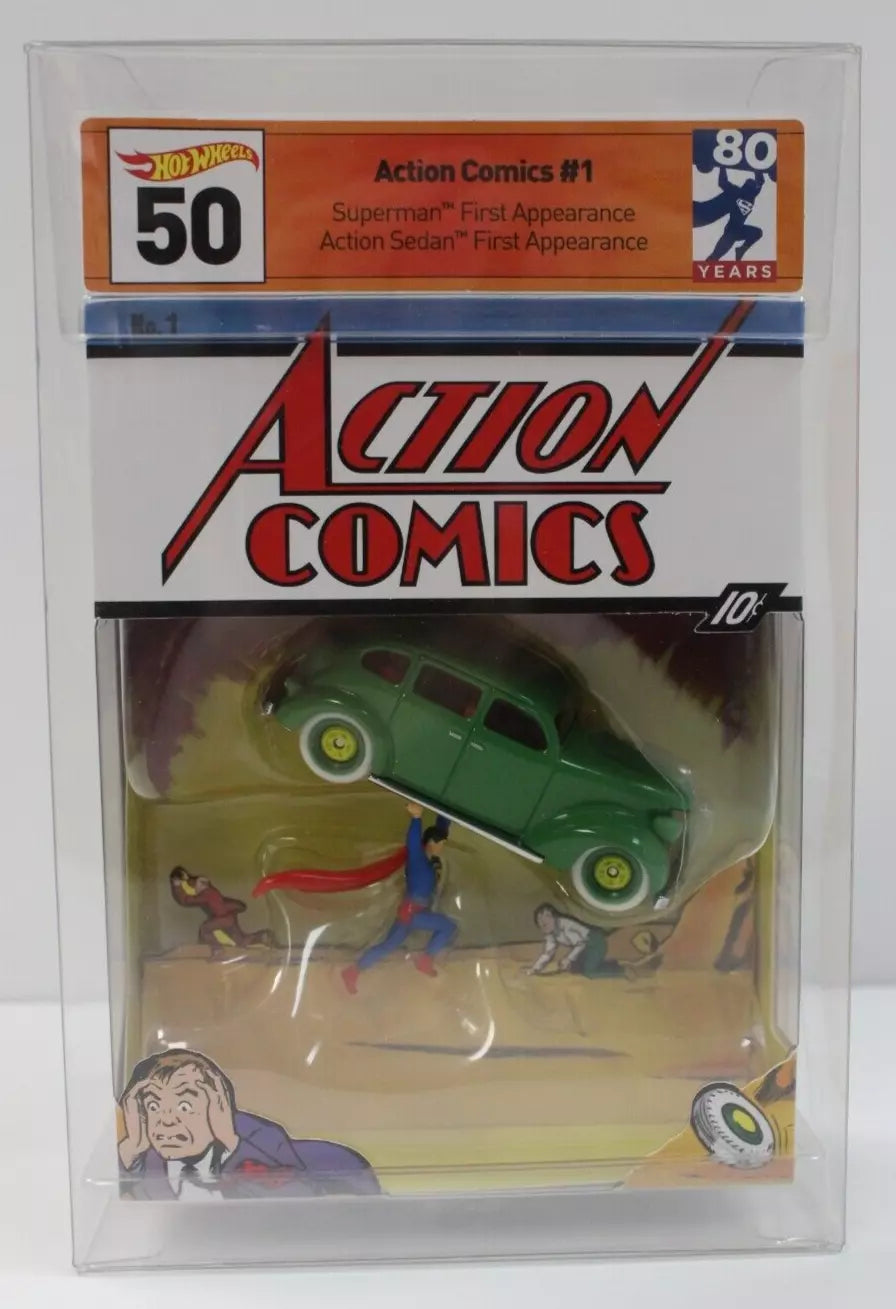 HOT WHEELS
50
Action Comics #1
Superman™ First Appearance
Action Sedan™ First Appearance
80
YEARS
No. 1
ACTION
COMICS
10¢